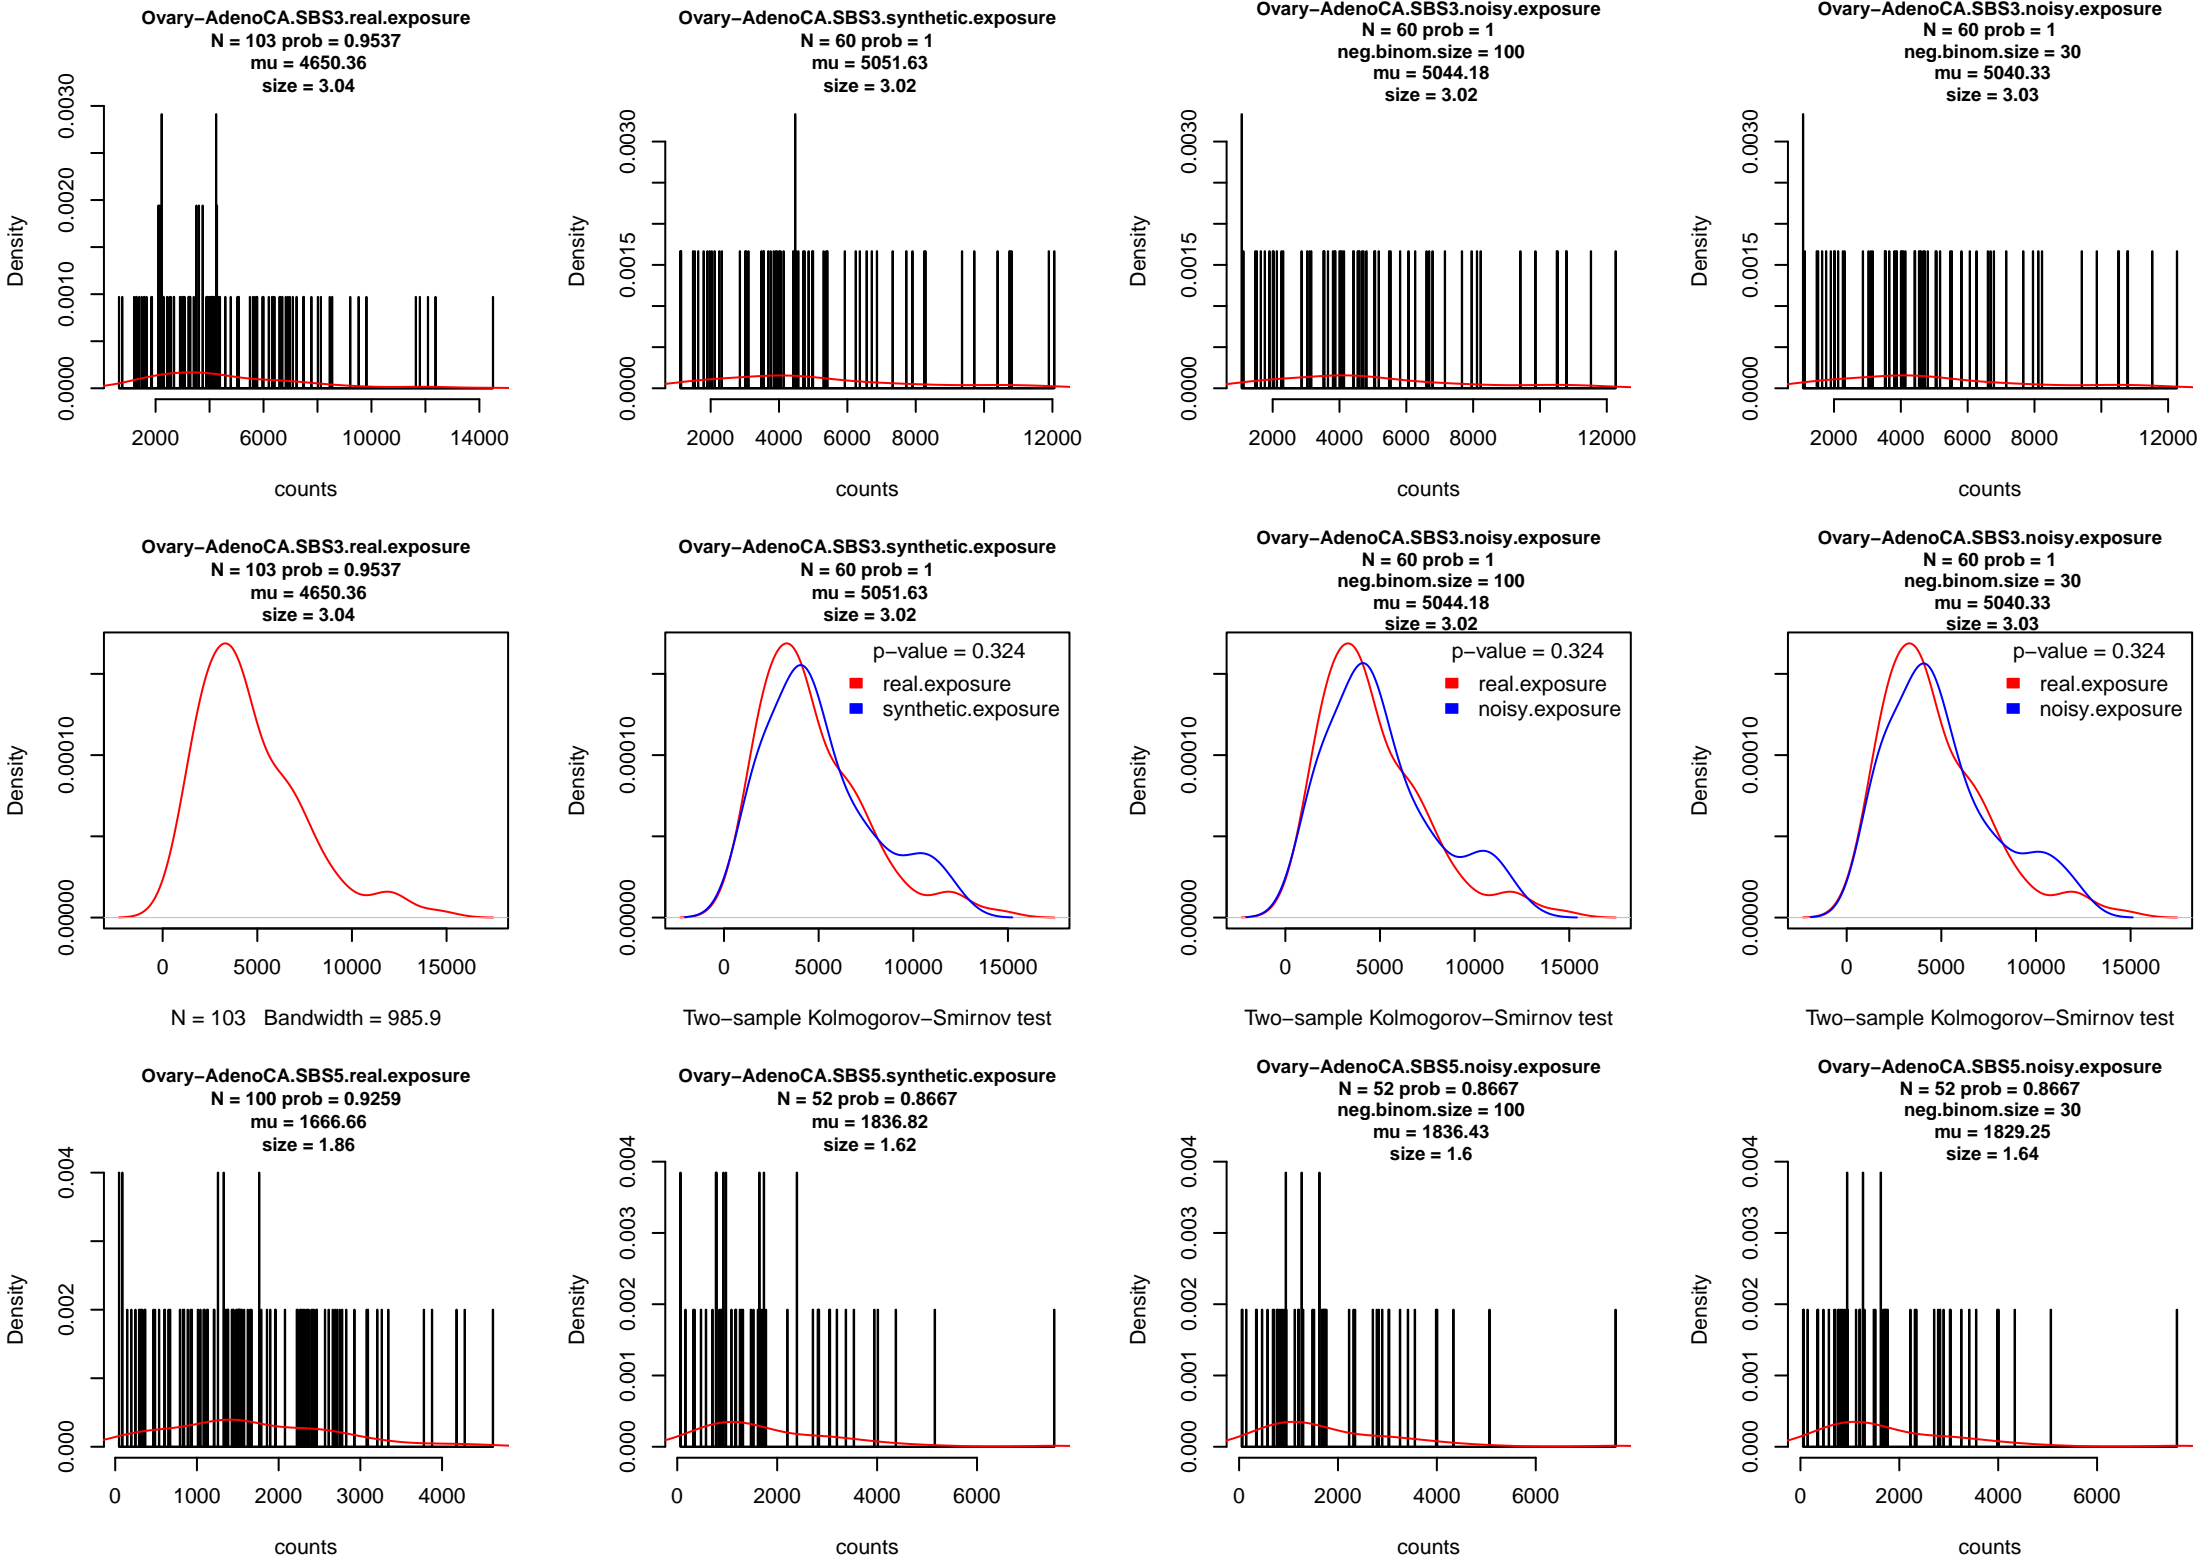 Ovary−AdenoCA.SBS3.real.exposure
N = 103 prob = 0.9537
mu = 4650.36
size = 3.04
Density
0.0000 0.0010 0.0020 0.0030
2000 6000 10000 14000
counts
Ovary−AdenoCA.SBS3.synthetic.exposure
N = 60 prob = 1
mu = 5051.63
size = 3.02
Density
0.0000 0.0015 0.0030
2000 4000 6000 8000 12000
counts
Ovary−AdenoCA.SBS3.noisy.exposure
N = 60 prob = 1
neg.binom.size = 100
mu = 5044.18
size = 3.02
Density
0.0000 0.0015 0.0030
2000 4000 6000 8000 12000
counts
Ovary−AdenoCA.SBS3.noisy.exposure
N = 60 prob = 1
neg.binom.size = 30
mu = 5040.33
size = 3.03
Density
0.0000 0.0015 0.0030
2000 4000 6000 8000 12000
counts
Ovary−AdenoCA.SBS3.real.exposure
N = 103 prob = 0.9537
mu = 4650.36
size = 3.04
Density
0.00000 0.00010
0 5000 10000 15000
N = 103 Bandwidth = 985.9
Ovary−AdenoCA.SBS3.synthetic.exposure
N = 60 prob = 1
mu = 5051.63
size = 3.02
p−value = 0.324
real.exposure
synthetic.exposure
Density
0.00000 0.00010
0 5000 10000 15000
Two−sample Kolmogorov−Smirnov test
Ovary−AdenoCA.SBS3.noisy.exposure
N = 60 prob = 1
neg.binom.size = 100
mu = 5044.18
size = 3.02
p−value = 0.324
real.exposure
noisy.exposure
Density
0.00000 0.00010
0 5000 10000 15000
Two−sample Kolmogorov−Smirnov test
Ovary−AdenoCA.SBS3.noisy.exposure
N = 60 prob = 1
neg.binom.size = 30
mu = 5040.33
size = 3.03
p−value = 0.324
real.exposure
noisy.exposure
Density
0.00000 0.00010
0 5000 10000 15000
Two−sample Kolmogorov−Smirnov test
Ovary−AdenoCA.SBS5.real.exposure
N = 100 prob = 0.9259
mu = 1666.66
size = 1.86
Density
0.000 0.002 0.004
0 1000 2000 3000 4000
counts
Ovary−AdenoCA.SBS5.synthetic.exposure
N = 52 prob = 0.8667
mu = 1836.82
size = 1.62
Density
0.000 0.001 0.002 0.003 0.004
0 2000 4000 6000
counts
Ovary−AdenoCA.SBS5.noisy.exposure
N = 52 prob = 0.8667
neg.binom.size = 100
mu = 1836.43
size = 1.6
Density
0.000 0.001 0.002 0.003 0.004
0 2000 4000 6000
counts
Ovary−AdenoCA.SBS5.noisy.exposure
N = 52 prob = 0.8667
neg.binom.size = 30
mu = 1829.25
size = 1.64
Density
0.000 0.001 0.002 0.003 0.004
0 2000 4000 6000
counts